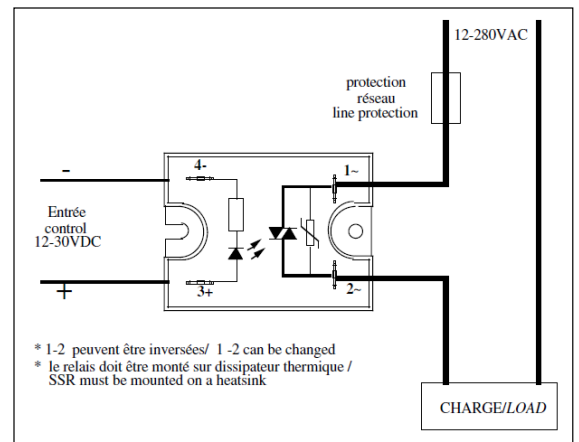 12-280VAC
protection
réseau
line protection
4-
1~
-
Entrée
control
12-30VDC
+
3+
2~
* 1-2 peuvent être inversées/ 1 -2 can be changed
* le relais doit être monté sur dissipateur thermique /
SSR must be mounted on a heatsink
CHARGE/LOAD